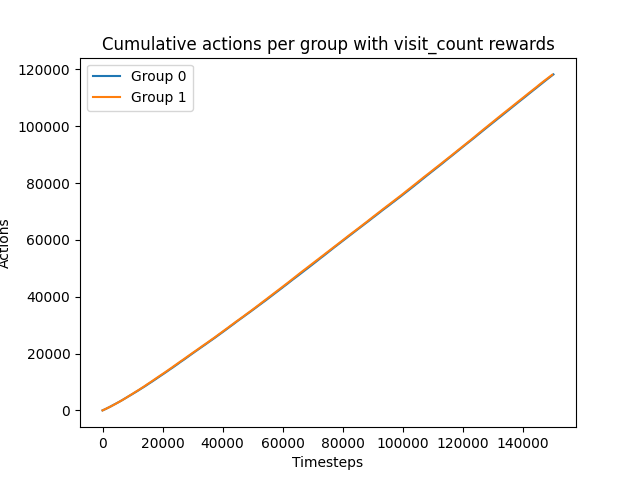 Cumulative actions per group with visit_count rewards
Group 0
Group 1
120000
100000
80000
60000
40000
20000
0
Actions
0 20000 40000 60000 80000 100000 120000 140000
Timesteps